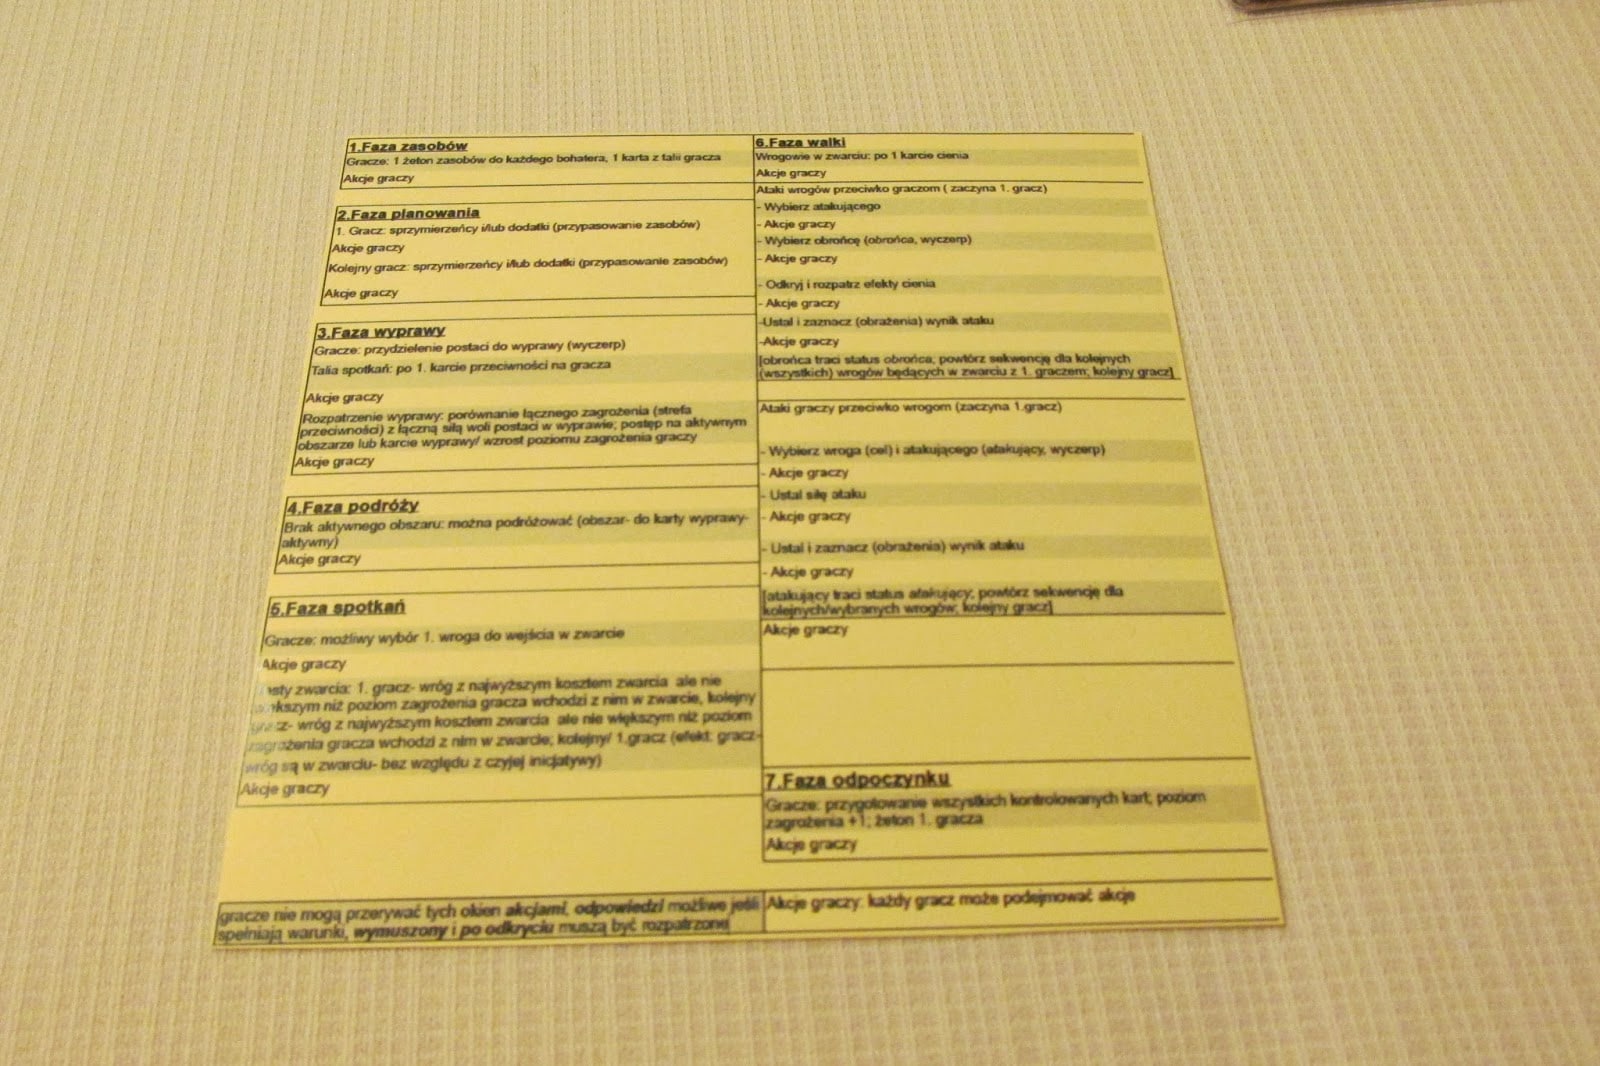 1.Faza zasobów
Gracze: 1 żeton zasobów do każdego bohatera, 1 karta z talii gracza
Akcje graczy
2.Faza planowania
1. Gracz: sprzymierzeńcy i/lub dodatki (przypasowanie zasobów)
Akcje graczy
Kolejny gracz: sprzymierzeńcy i/lub dodatki (przypasowanie zasobów)
Akcje graczy
3.Faza wyprawy
Gracze: przydzielenie postaci do wyprawy (wyczerp)
Talia spotkań: po 1. karcie przeciwności na gracza
Akcje graczy
Rozpatrzenie wyprawy: porównanie łącznego zagrożenia (strefa
przeciwności) z łączną siłą woli postaci w wyprawie; postęp na aktywnym
obszarze lub karcie wyprawy/ wzrost poziomu zagrożenia graczy
Akcje graczy
4.Faza podróży
Brak aktywnego obszaru: można podróżować (obszar- do karty wyprawy-
aktywny)
Akcje graczy
5.Faza spotkań
Gracze: możliwy wybór 1. wroga do wejścia w zwarcie
Akcje graczy
zwarcia: 1. gracz- wróg z najwyższym kosztem zwarcia ale nie
niż poziom zagrożenia gracza wchodzi z nim w zwarcie, kolejny
gracz- wróg z najwyższym kosztem zwarcia ale nie większym niż poziom
zagrożenia gracza wchodzi z nim w zwarcie; kolejny/ 1.gracz (efekt: gracz-
wróg są w zwarciu- bez względu z czyjej inicjatywy)
Akcje graczy
6.Faza walki
Wrogowie w zwarciu: po 1 karcie cienia
Akcje graczy
Ataki wrogów przeciwko graczom ( zaczyna 1. gracz)
- Wybierz atakującego
- Akcje graczy
- Wybierz obrońcę (obrońca, wyczerp)
- Akcje graczy
- Odkryj i rozpatrz efekty cienia
- Akcje graczy
-Ustal i zaznacz (obrażenia) wynik ataku
-Akcje graczy
[obrońca traci status obrońca; powtórz sekwencję dla kolejnych
(wszystkich) wrogów będących w zwarciu z 1. graczem; kolejny gracz]
Ataki graczy przeciwko wrogom (zaczyna 1.gracz)
- Wybierz wroga (cel) i atakującego (atakujący, wyczerp)
- Akcje graczy
- Ustal siłę ataku
- Akcje graczy
- Ustal i zaznacz (obrażenia) wynik ataku
- Akcje graczy
[atakujący traci status atakujący; powtórz sekwencję dla
kolejnych/wybranych wrogów; kolejny gracz]
Akcje graczy
7.Faza odpoczynku
Gracze: przygotowanie wszystkich kontrolowanych kart; poziom
zagrożenia +1; żeton 1. gracza
Akcje graczy
gracze nie mogą przerywać tych okien akcjami, odpowiedzi możliwe jeśli
spełniają warunki, wymuszony i po odkryciu muszą być rozpatrzone
Akcje graczy: każdy gracz może podejmować akcje